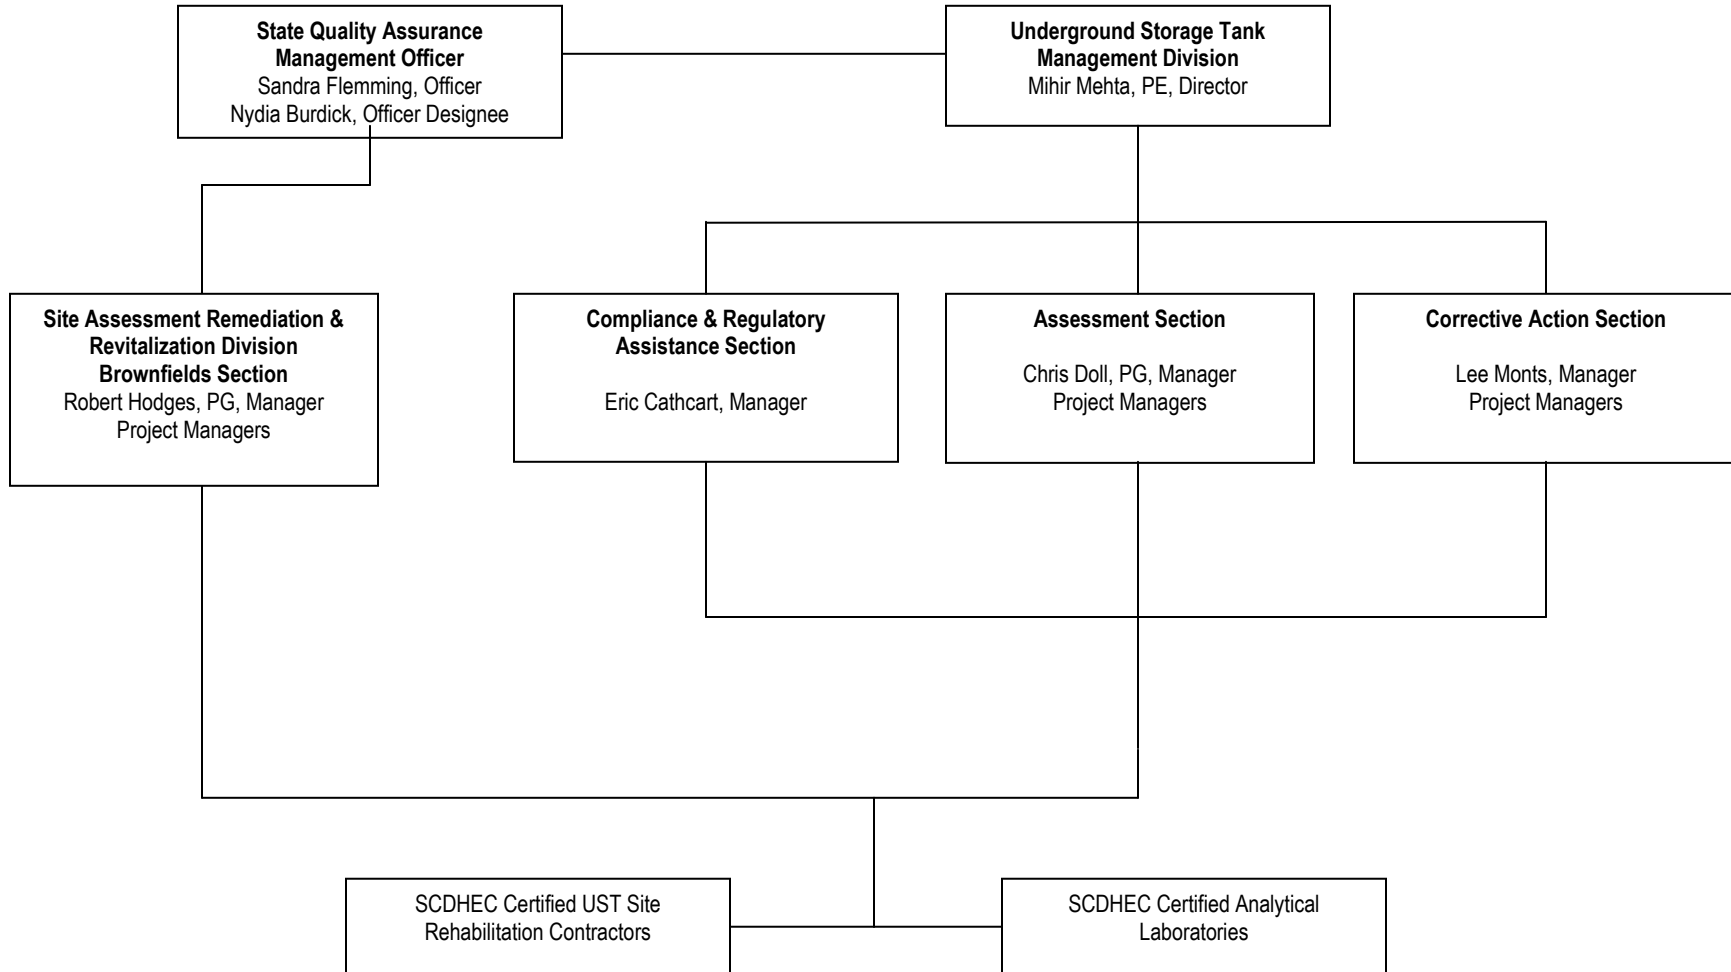 State Quality Assurance
Management Officer
Sandra Flemming, Officer
Nydia Burdick, Officer Designee
Underground Storage Tank
Management Division
Mihir Mehta, PE, Director
Site Assessment Remediation &
Revitalization Division
Brownfields Section
Robert Hodges, PG, Manager
Project Managers
Compliance & Regulatory
Assistance Section
Eric Cathcart, Manager
Assessment Section
Chris Doll, PG, Manager
Project Managers
Corrective Action Section
Lee Monts, Manager
Project Managers
SCDHEC Certified UST Site
Rehabilitation Contractors
SCDHEC Certified Analytical
Laboratories